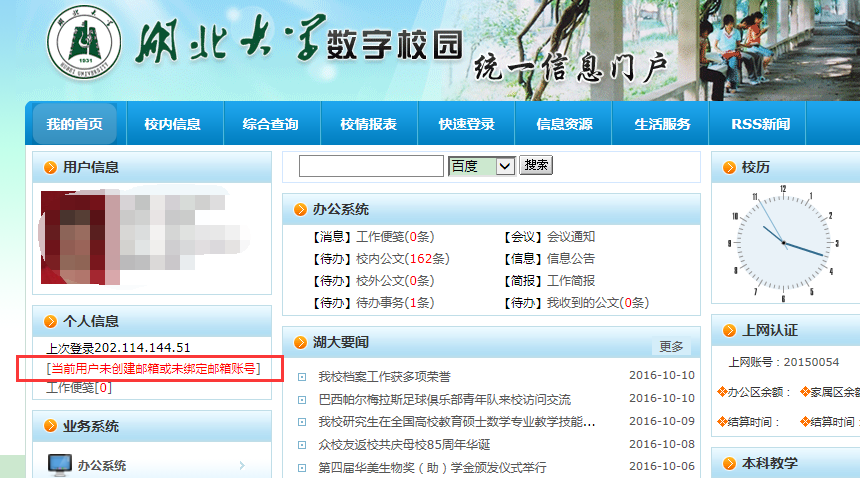 湖北大学数字校园
统一信息门户
HUBEI UNIVERSITY
1931
我的首页 校内信息 综合查询 校情报表 快速登录 信息资源 生活服务 RSS新闻
用户信息
个人信息
上次登录202.114.144.51
[当前用户未创建邮箱或未绑定邮箱账号]
工作便笺[0]
业务系统
办公系统
百度 搜索
办公系统
【消息】工作便笺(0条) 【会议】会议通知
【待办】校内公文(162条) 【信息】信息公告
【待办】校外公文(0条) 【简报】工作简报
【待办】待办事务(1条) 【待办】我收到的公文(0条)
湖大要闻 更多
我校档案工作获多项荣誉 2016-10-10
巴西帕尔梅拉斯足球俱乐部青年队来校访问交流 2016-10-10
我校研究生在全国高校教育硕士数学专业教学技能... 2016-10-09
众校友返校共庆母校85周年华诞 2016-10-08
第四届华美生物奖（助）学金颁发仪式举行 2016-10-06
校历
12 1 2 3 4 5 6 7 8 9 10 11
上网认证
上网账号：20150054
办公区余额： 家属区余
结算时间： 结算时间：
本科教学